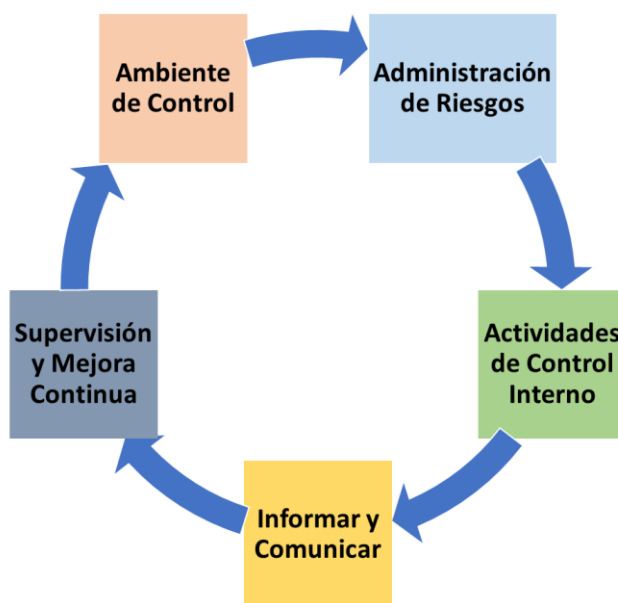 Ambiente
de Control
Administración
de Riesgos
Actividades
de Control
Interno
Informar y
Comunicar
Supervisión
y Mejora
Continua